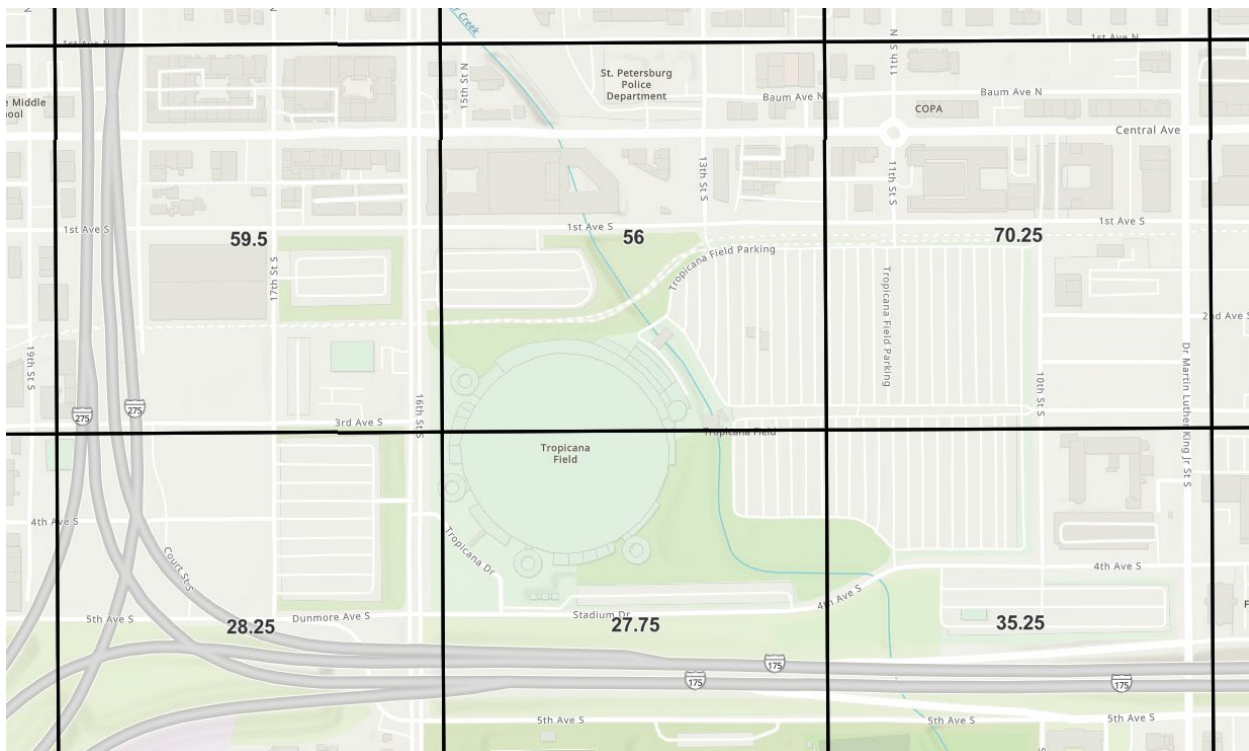 1st Ave N
1st Ave N
15th St N
St. Petersburg
Police
Department
Baum Ave N
11th St N
Baum Ave N
COPA
Central Ave
13th St S
11th St S
1st Ave S
59.5
1st Ave S
56
1st Ave S
70.25
17th St S
Tropicana Field Parking
Tropicana Field Parking
2nd Ave S
19th St S
275
275
16th St S
3rd Ave S
10th St S
Dr Martin Luther King Jr St S
Tropicana Field
Tropicana
Field
4th Ave S
Court St S
Tropicana Dr
4th Ave S
5th Ave S
28.25
Dunmore Ave S
Stadium Dr
27.75
4th Ave S
35.25
175
175
175
5th Ave S
5th Ave S
5th Ave S